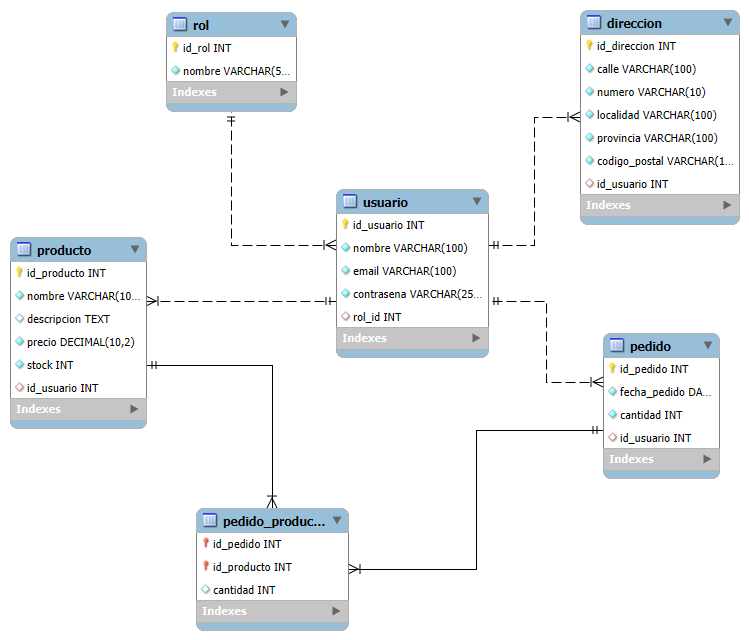 rol
id_rol INT
nombre VARCHAR(5...
Indexes
direccion
id_direccion INT
calle VARCHAR(100)
numero VARCHAR(10)
localidad VARCHAR(100)
provincia VARCHAR(100)
codigo_postal VARCHAR(1...
id_usuario INT
Indexes
usuario
id_usuario INT
nombre VARCHAR(100)
email VARCHAR(100)
contrasena VARCHAR(25...
rol_id INT
Indexes
producto
id_producto INT
nombre VARCHAR(10...
descripcion TEXT
precio DECIMAL(10,2)
stock INT
id_usuario INT
Indexes
pedido
id_pedido INT
fecha_pedido DA...
cantidad INT
id_usuario INT
Indexes
pedido_produc...
id_pedido INT
id_producto INT
cantidad INT
Indexes